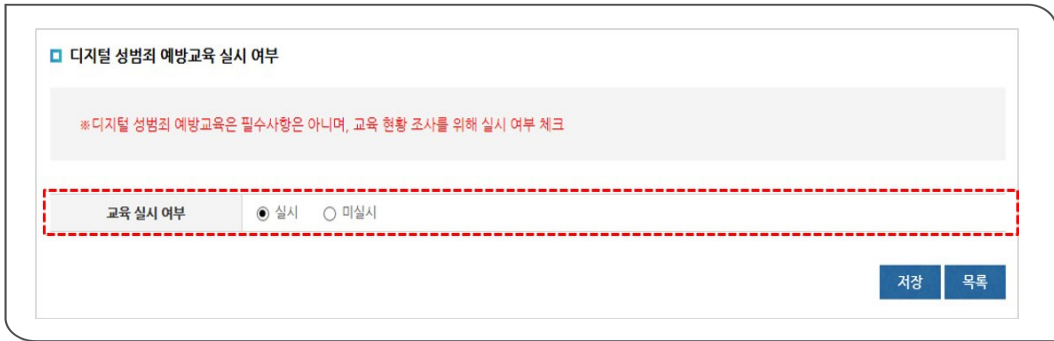 디지털 성범죄 예방교육 실시 여부
※디지털 성범죄 예방교육은 필수사항은 아니며, 교육 현황 조사를 위해 실시 여부 체크
교육 실시 여부 실시 미실시
저장 목록